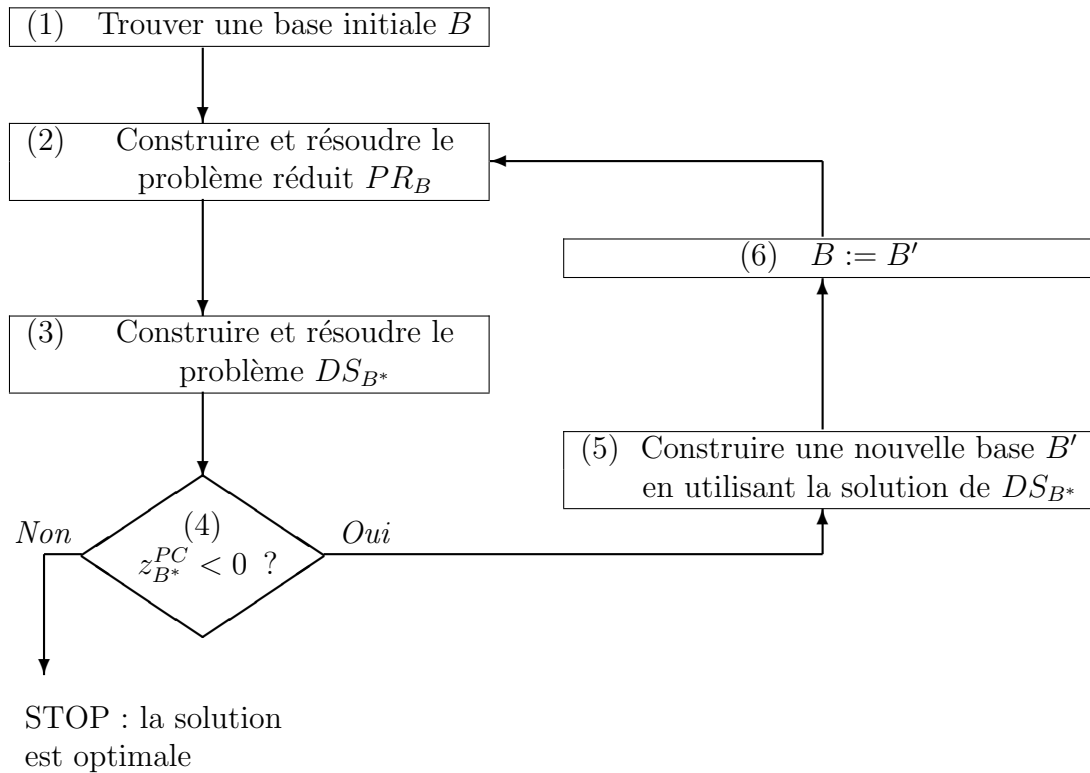 (1) Trouver une base initiale $B$
(2) Construire et résoudre le
problème réduit $PR_B$
(6) $B := B'$
(3) Construire et résoudre le
problème $DS_{B^*}$
(5) Construire une nouvelle base $B'$
en utilisant la solution de $DS_{B^*}$
Non
(4)
$z_{B^*}^{PC} < 0$ ?
Oui
STOP : la solution
est optimale